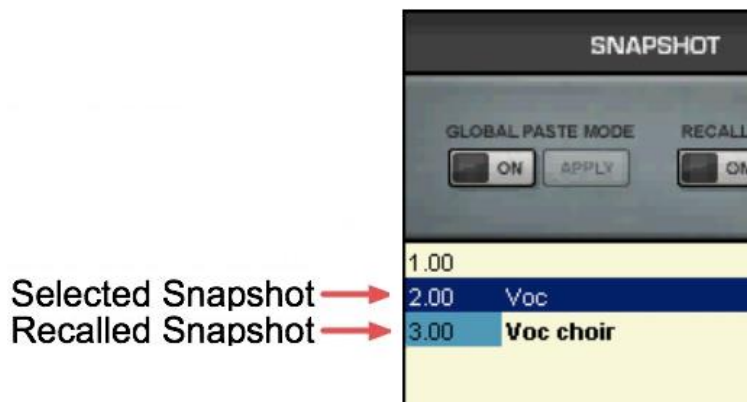 SNAPSHOT
GLOBAL PASTE MODE RECALL
ON APPLY
1.00
Selected Snapshot 2.00 Voc
Recalled Snapshot 3.00 Voc choir